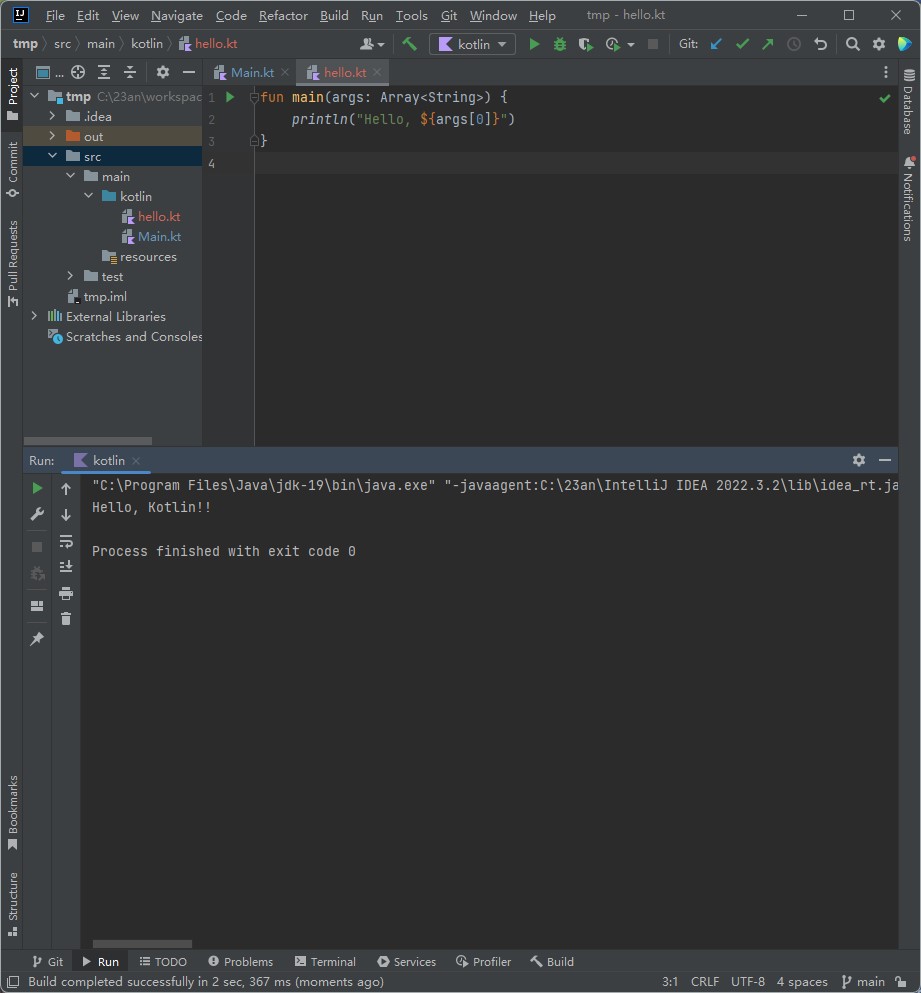 File Edit View Navigate Code Refactor Build Run Tools Git Window Help tmp - hello.kt
tmp src main kotlin hello.kt kotlin Git:
Project
Commit
Pull Requests
Bookmarks
Structure
...
tmp C:\23an\workspac
.idea
out
src
main
kotlin
hello.kt
Main.kt
resources
test
tmp.iml
External Libraries
Scratches and Consoles
Main.kt hello.kt
1 fun main(args: Array<String>) {
2 println("Hello, ${args[0]}")
3 }
4
Database
Notifications
Run: kotlin
"C:\Program Files\Java\jdk-19\bin\java.exe" "-javaagent:C:\23an\IntelliJ IDEA 2022.3.2\lib\idea_rt.ja
Hello, Kotlin!!
Process finished with exit code 0
Git Run TODO Problems Terminal Services Profiler Build
Build completed successfully in 2 sec, 367 ms (moments ago) 3:1 CRLF UTF-8 4 spaces main